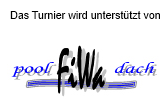 Das Turnier wird unterstützt von
pool FiWa dach